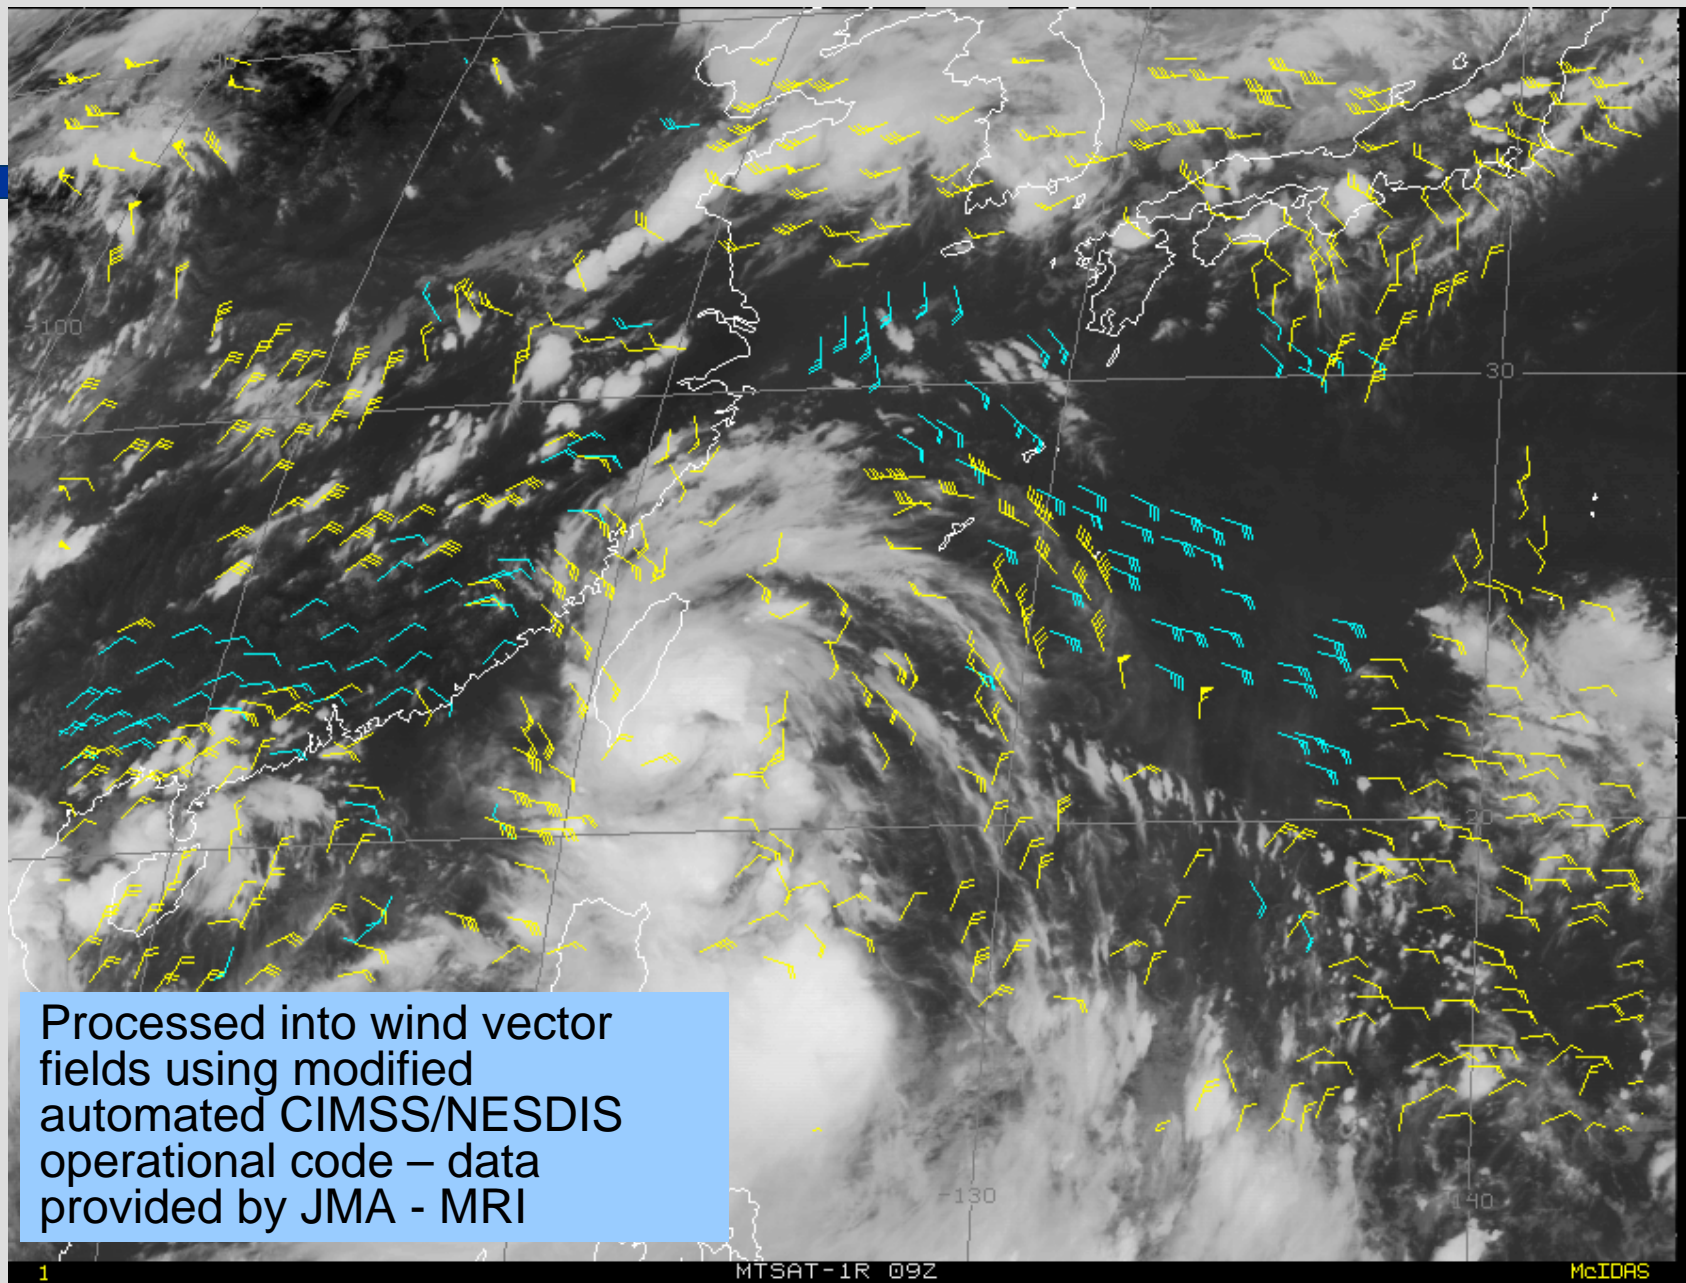 -100
30
20
Processed into wind vector
fields using modified
automated CIMSS/NESDIS
operational code – data
provided by JMA - MRI
-130
-140
1 MTSAT-1R 09Z McIDAS